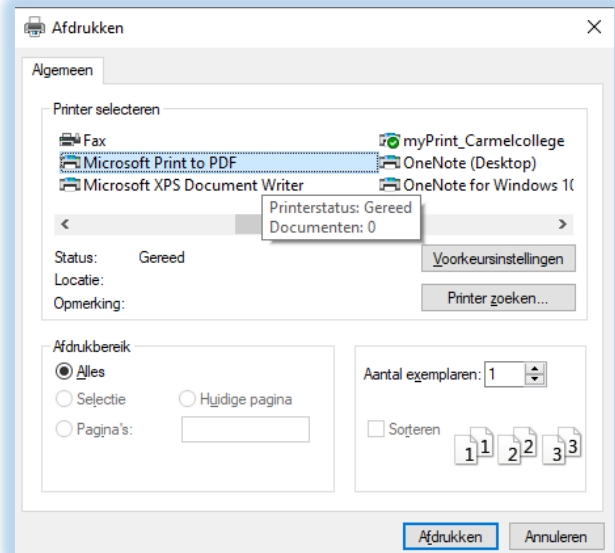 Afdrukken
Algemeen
Printer selecteren
Fax
myPrint_Carmelcollege
Microsoft Print to PDF
OneNote (Desktop)
Microsoft XPS Document Writer
OneNote for Windows 10
Printerstatus: Gereed
Documenten: 0
Status: Gereed
Voorkeursinstellingen
Locatie:
Opmerking:
Printer zoeken...
Afdrukbereik
Alles
Aantal exemplaren: 1
Selectie
Huidige pagina
Pagina's:
Sorteren
1 1 2 2 3 3
Afdrukken
Annuleren